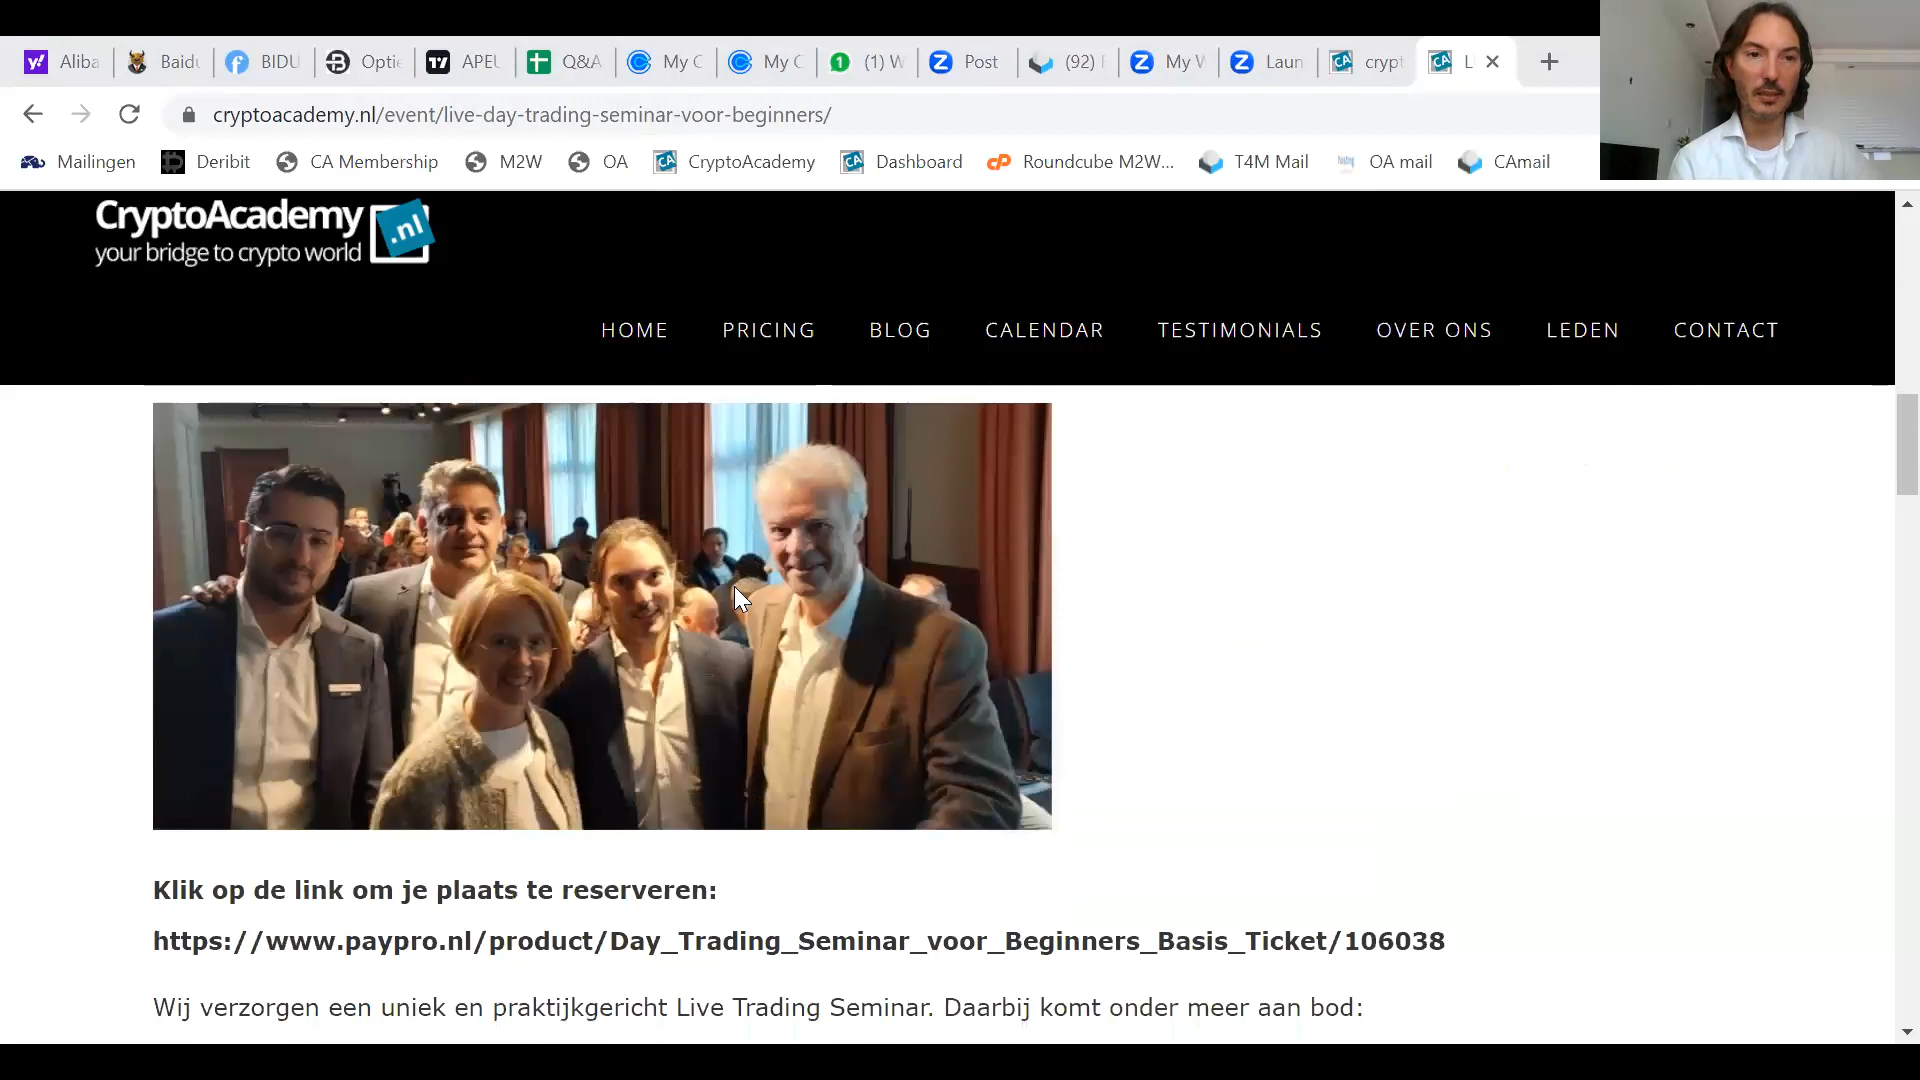 Aliba
Baidu
BIDU
Optie
APEU
Q&A
My C
My C
(1) W
Post
(92)
My W
Laun
crypt
L
cryptoacademy.nl/event/live-day-trading-seminar-voor-beginners/
Mailingen
Deribit
CA Membership
M2W
OA
CryptoAcademy
Dashboard
Roundcube M2W...
T4M Mail
OA mail
CAmail
CryptoAcademy .nl
your bridge to crypto world
HOME PRICING BLOG CALENDAR TESTIMONIALS OVER ONS LEDEN CONTACT
Klik op de link om je plaats te reserveren:
https://www.paypro.nl/product/Day_Trading_Seminar_voor_Beginners_Basis_Ticket/106038
Wij verzorgen een uniek en praktijkgericht Live Trading Seminar. Daarbij komt onder meer aan bod: